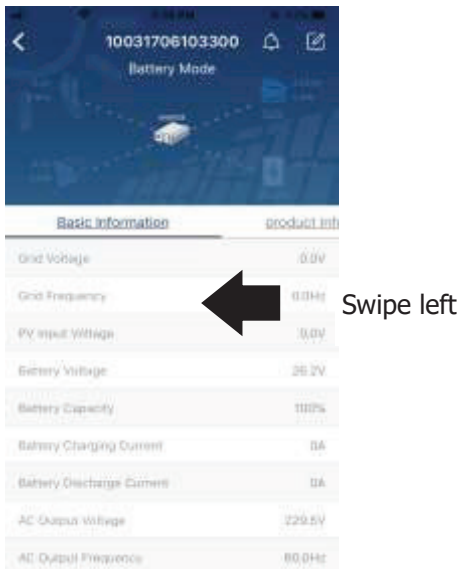 10031706103300
Battery Mode
Basic Information
product Inf
Grid Voltage 0.0V
Grid Frequency 0.0Hz
Swipe left
PV Input Voltage 0.0V
Battery Voltage 26.2V
Battery Capacity 100%
Battery Charging Current 0A
Battery Discharge Current 0A
AC Output Voltage 229.5V
AC Output Frequency 60.0Hz